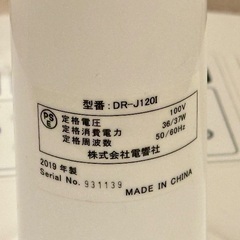 型番：DR-J120I
PSE
定格電圧 100V
定格消費電力 36/37W
定格周波数 50/60Hz
株式会社電響社
2019 年製
Serial No. 931139
MADE IN CHINA